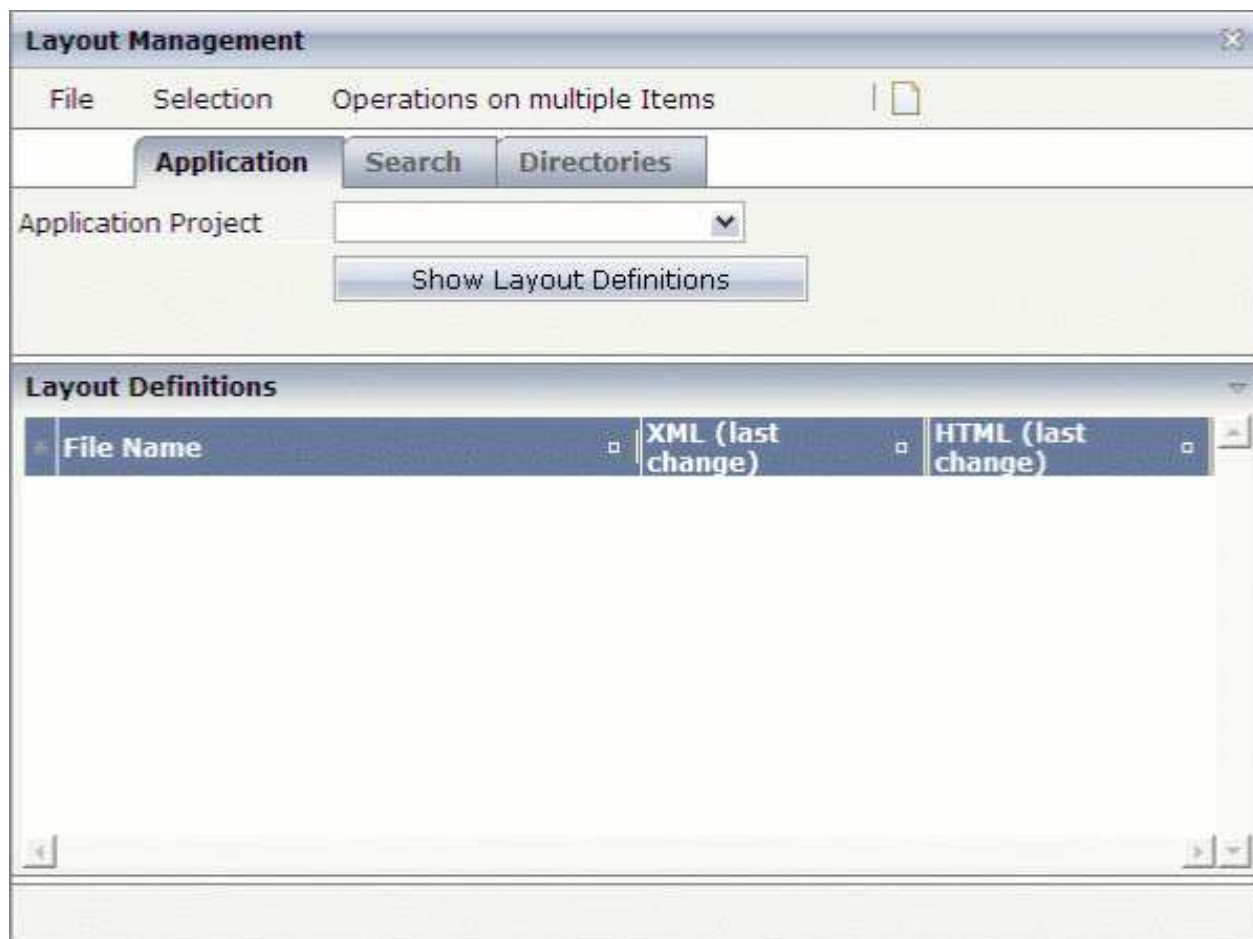 Layout Management
File Selection Operations on multiple Items
Application Search Directories
Application Project
Show Layout Definitions
Layout Definitions
File Name XML (last change) HTML (last change)